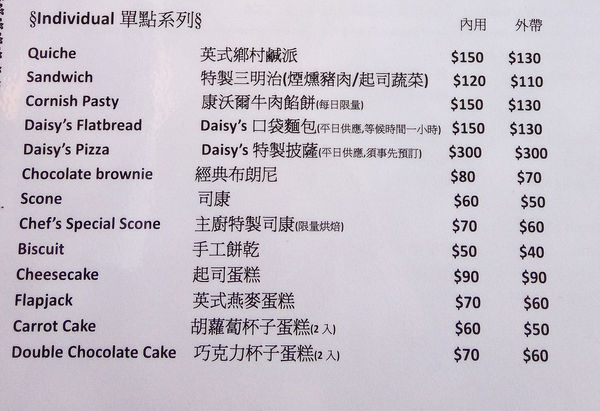 §Individual 單點系列§ 內用 外帶
Quiche 英式鄉村鹹派 $150 $130
Sandwich 特製三明治(煙燻豬肉/起司蔬菜) $120 $110
Cornish Pasty 康沃爾牛肉餡餅(每日限量) $150 $130
Daisy's Flatbread Daisy's 口袋麵包(平日供應,等候時間一小時) $150 $130
Daisy's Pizza Daisy's 特製披薩(平日供應,須事先預訂) $300 $300
Chocolate brownie 經典布朗尼 $80 $70
Scone 司康 $60 $50
Chef's Special Scone 主廚特製司康(限量烘焙) $70 $60
Biscuit 手工餅乾 $50 $40
Cheesecake 起司蛋糕 $90 $90
Flapjack 英式燕麥蛋糕 $70 $60
Carrot Cake 胡蘿蔔杯子蛋糕(2 入) $60 $50
Double Chocolate Cake 巧克力杯子蛋糕(2 入) $70 $60